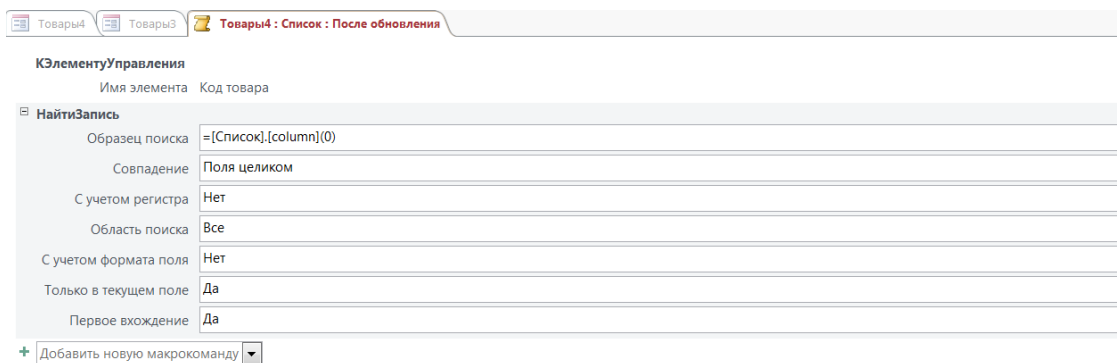 Товары4 Товары3 Товары4 : Список : После обновления
КЭлементуУправления
Имя элемента Код товара
НайтиЗапись
Образец поиска =[Список].[column](0)
Совпадение Поля целиком
С учетом регистра Нет
Область поиска Все
С учетом формата поля Нет
Только в текущем поле Да
Первое вхождение Да
Добавить новую макрокоманду